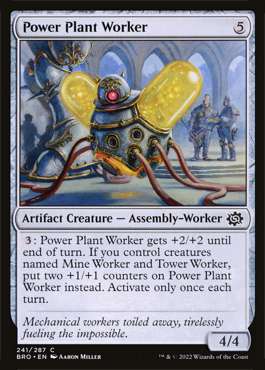 Power Plant Worker 5
Artifact Creature — Assembly-Worker
3: Power Plant Worker gets +2/+2 until
end of turn. If you control creatures
named Mine Worker and Tower Worker,
put two +1/+1 counters on Power Plant
Worker instead. Activate only once each
turn.
Mechanical workers toiled away, tirelessly
fueling the impossible.
4/4
241/287 C
BRO • EN Aaron Miller
™ & © 2022 Wizards of the Coast